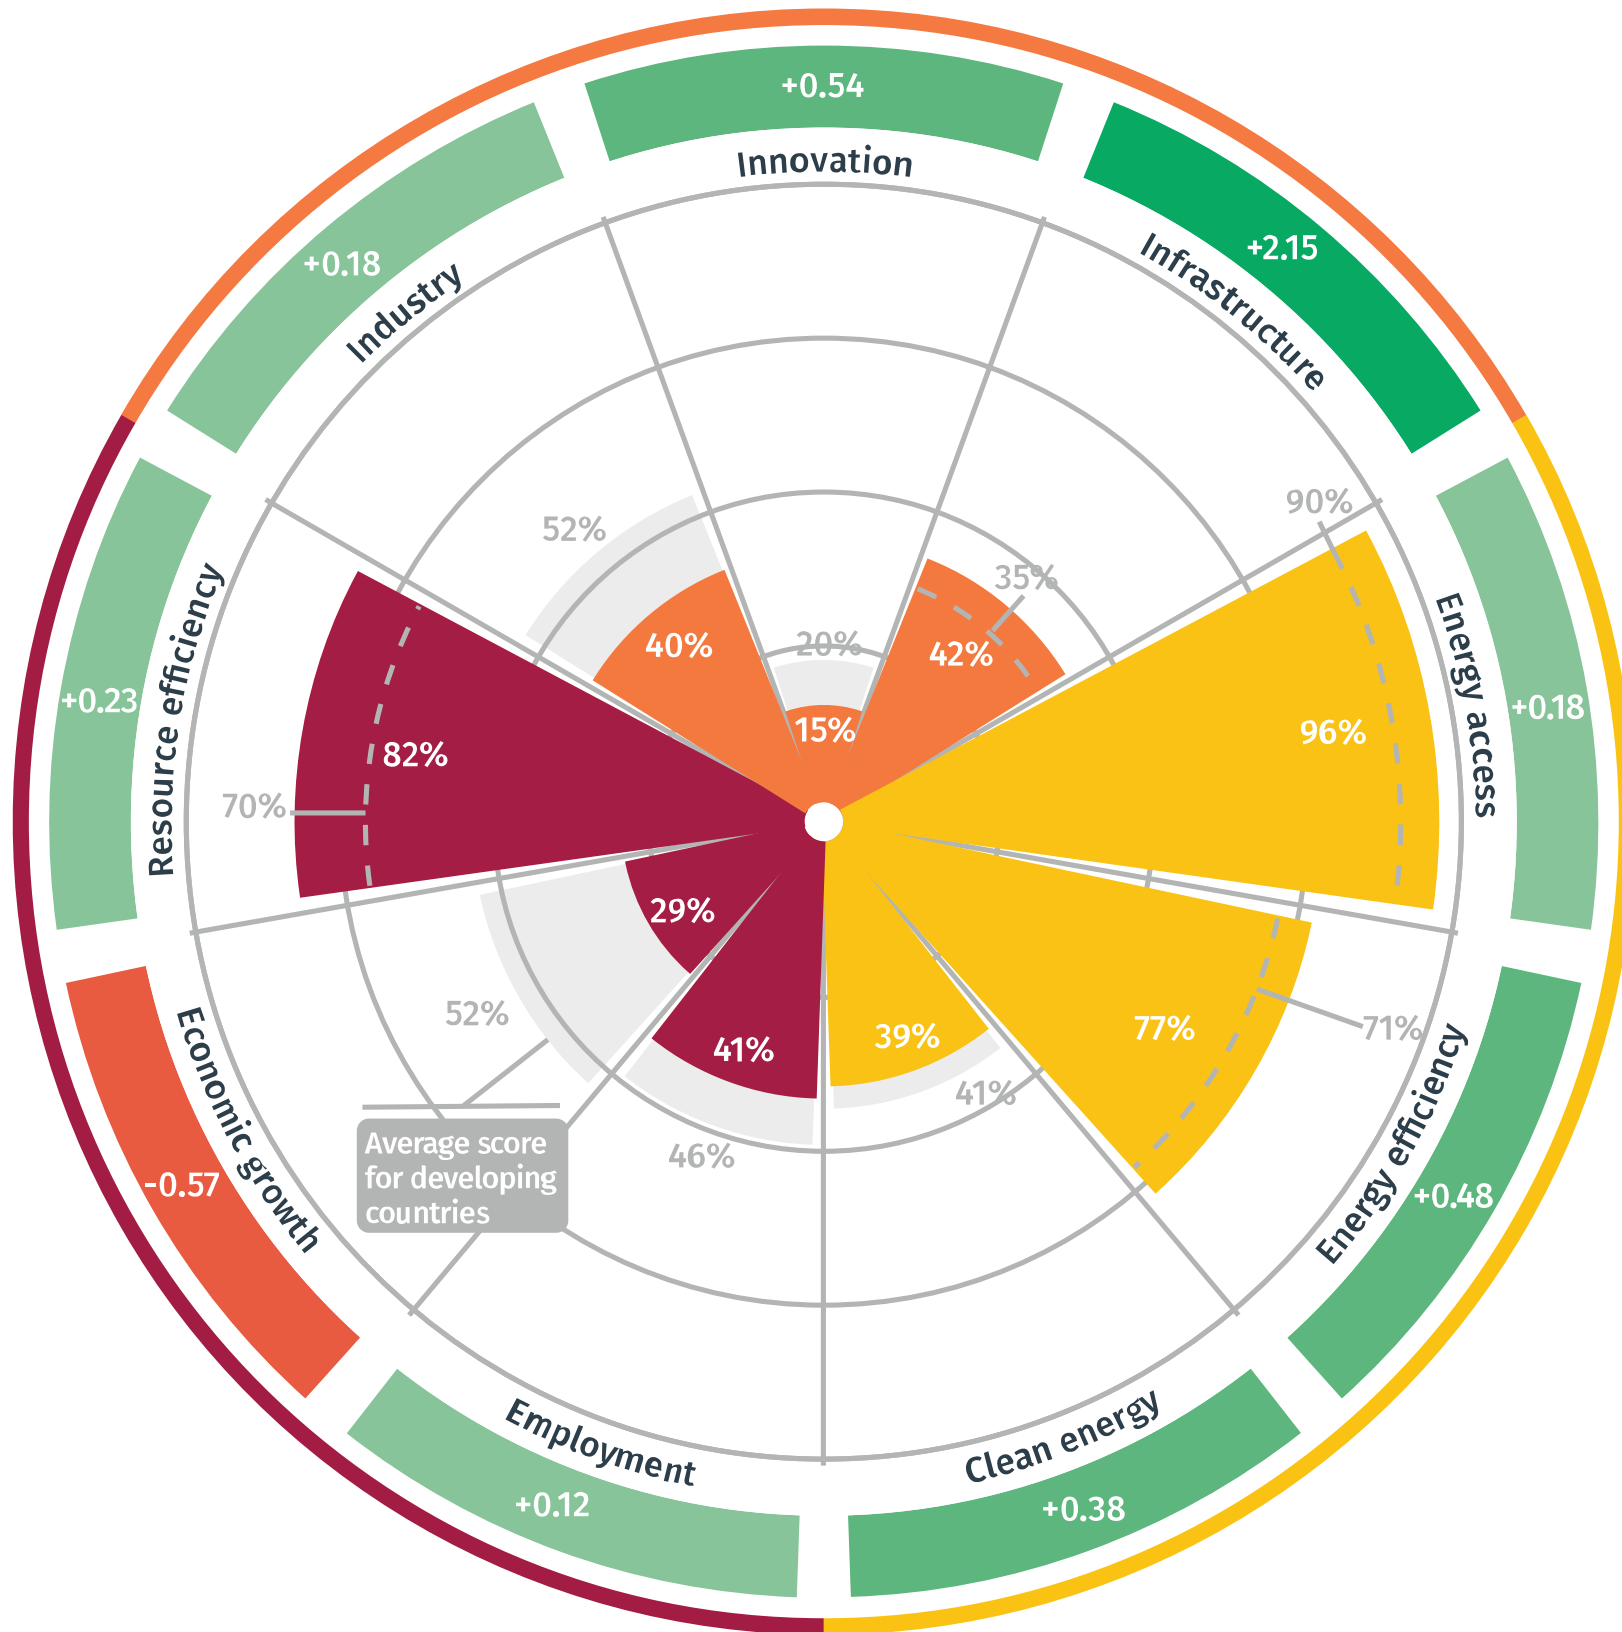 +0.54
Innovation
+2.15
Infrastructure
+0.18
Industry
90%
52%
35%
20%
40%
42%
15%
Energy access
+0.18
96%
Resource efficiency
+0.23
82%
70%
29%
52%
41%
46%
39%
41%
77%
71%
Average score
for developing
countries
Economic growth
-0.57
Energy efficiency
+0.48
Employment
+0.12
Clean energy
+0.38